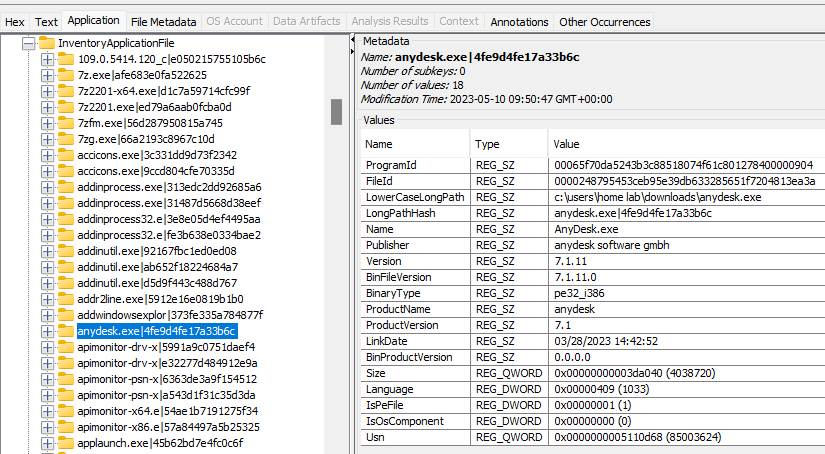 Hex Text Application File Metadata OS Account Data Artifacts Analysis Results Context Annotations Other Occurrences
InventoryApplicationFile
109.0.5414.120_c|e050215755105b6c
7z.exe|afe683e0fa522625
7z2201-x64.exe|d1c7a59714cfc99f
7z2201.exe|ed79a6aab0fcba0d
7zfm.exe|56d287950815a745
7zg.exe|66a2193c8967c10d
accicons.exe|3c331dd9d73f2342
accicons.exe|9ccd804cfe70335d
addinprocess.exe|313edc2dd92685a6
addinprocess.exe|31487d5668d38eef
addinprocess32.e|3e8e05d4ef4495aa
addinprocess32.e|fe3b638e0334bae2
addinutil.exe|92167fbc1ed0ed08
addinutil.exe|ab652f18224684a7
addinutil.exe|d5d9f443c488d767
addr2line.exe|5912e16e0819b1b0
addwindowsexplor|373fe335a784877f
anydesk.exe|4fe9d4fe17a33b6c
apimonitor-drv-x|5991a9c0751daef4
apimonitor-drv-x|e32277d484912e9a
apimonitor-psn-x|6363de3a9f154512
apimonitor-psn-x|a543d1f31c35d3da
apimonitor-x64.e|54ae1b7191275f34
apimonitor-x86.e|57a84497a5b25325
applaunch.exe|45b62bd7e4fc0c6f
Metadata
Name: anydesk.exe|4fe9d4fe17a33b6c
Number of subkeys: 0
Number of values: 18
Modification Time: 2023-05-10 09:50:47 GMT+00:00
Values
Name Type Value
ProgramId REG_SZ 00065f70da5243b3c88518074f61c801278400000904
FileId REG_SZ 0000248795453ceb95e39db633285651f7204813ea3a
LowerCaseLongPath REG_SZ c:\users\home lab\downloads\anydesk.exe
LongPathHash REG_SZ anydesk.exe|4fe9d4fe17a33b6c
Name REG_SZ AnyDesk.exe
Publisher REG_SZ anydesk software gmbh
Version REG_SZ 7.1.11
BinFileVersion REG_SZ 7.1.11.0
BinaryType REG_SZ pe32_i386
ProductName REG_SZ anydesk
ProductVersion REG_SZ 7.1
LinkDate REG_SZ 03/28/2023 14:42:52
BinProductVersion REG_SZ 0.0.0.0
Size REG_QWORD 0x00000000003da040 (4038720)
Language REG_DWORD 0x00000409 (1033)
IsPeFile REG_DWORD 0x00000001 (1)
IsOsComponent REG_DWORD 0x00000000 (0)
Usn REG_QWORD 0x0000000005110d68 (85003624)